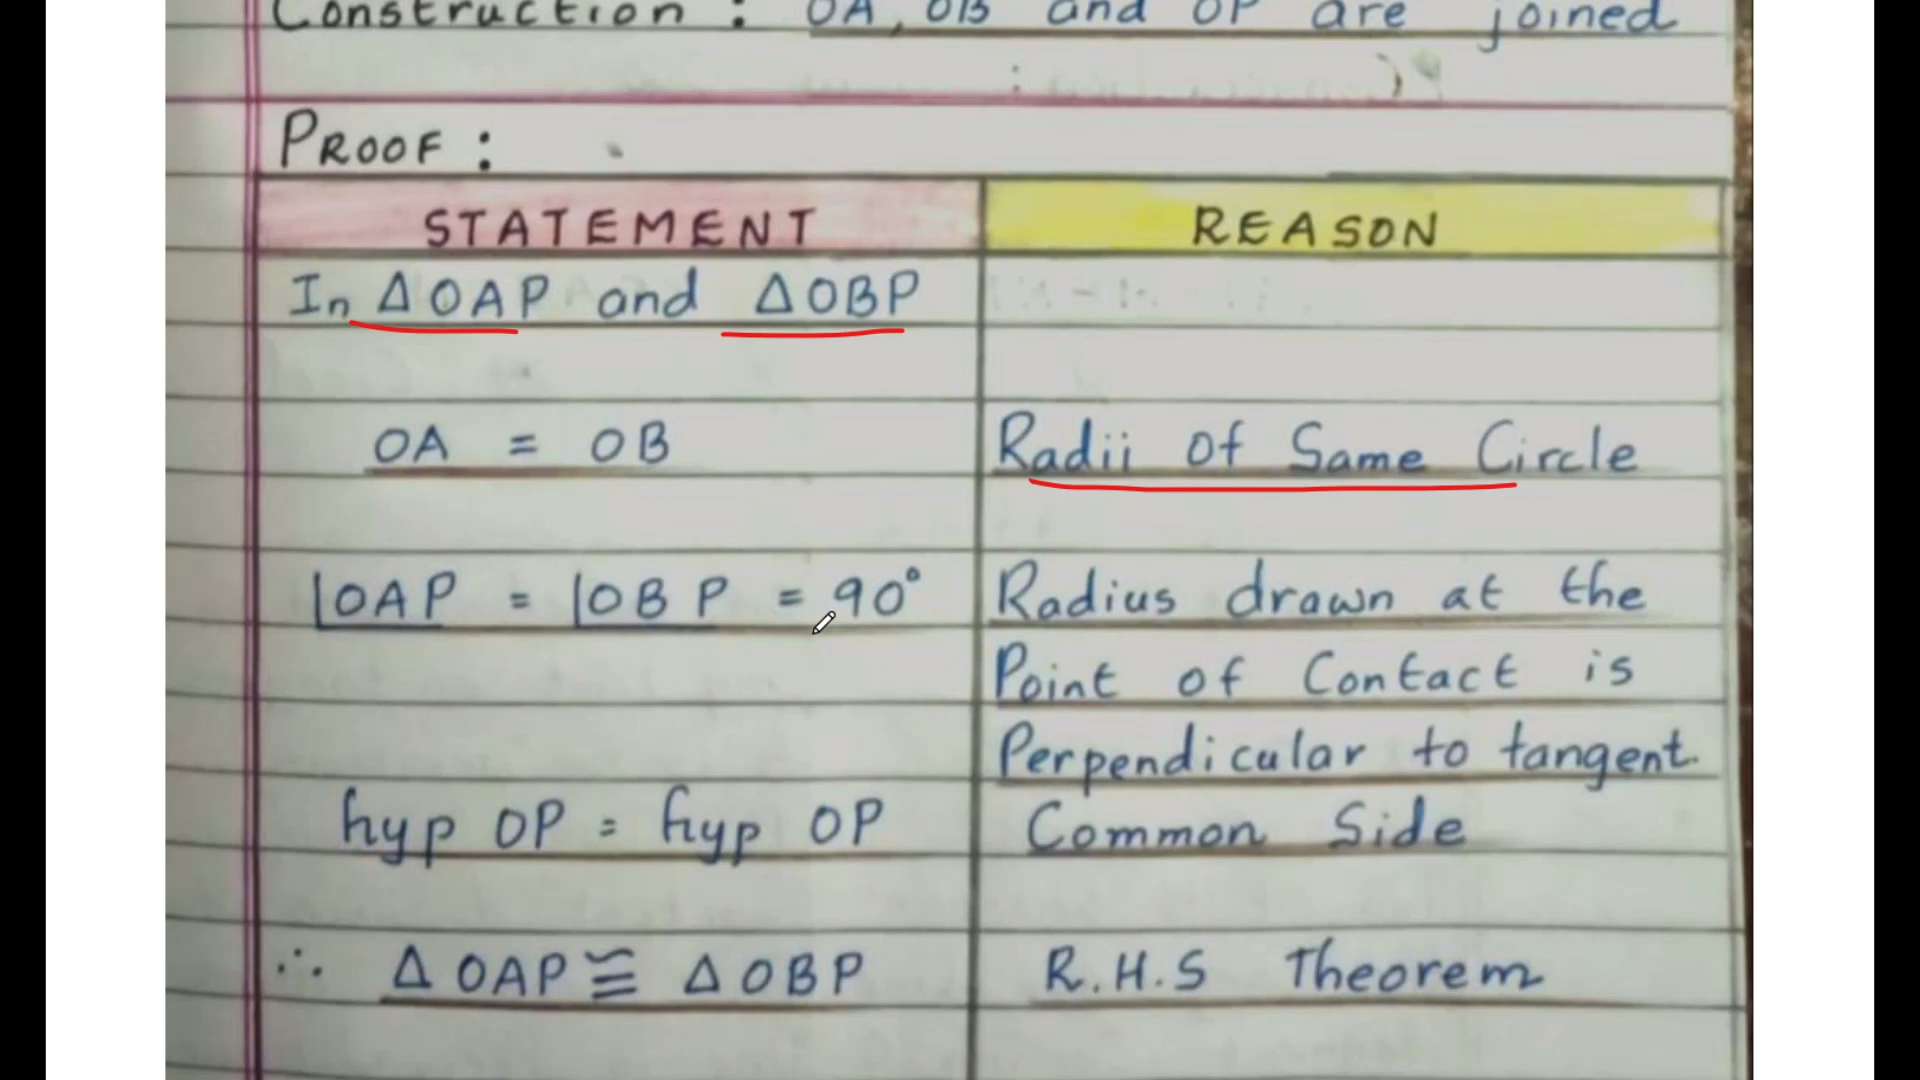 Construction : OA, OB and OP are joined
PROOF :
STATEMENT REASON
In ΔOAP and ΔOBP
OA = OB Radii of Same Circle
∠OAP = ∠OBP = 90° Radius drawn at the
Point of Contact is
Perpendicular to tangent.
hyp OP = hyp OP Common Side
∴ ΔOAP ≅ ΔOBP R.H.S Theorem